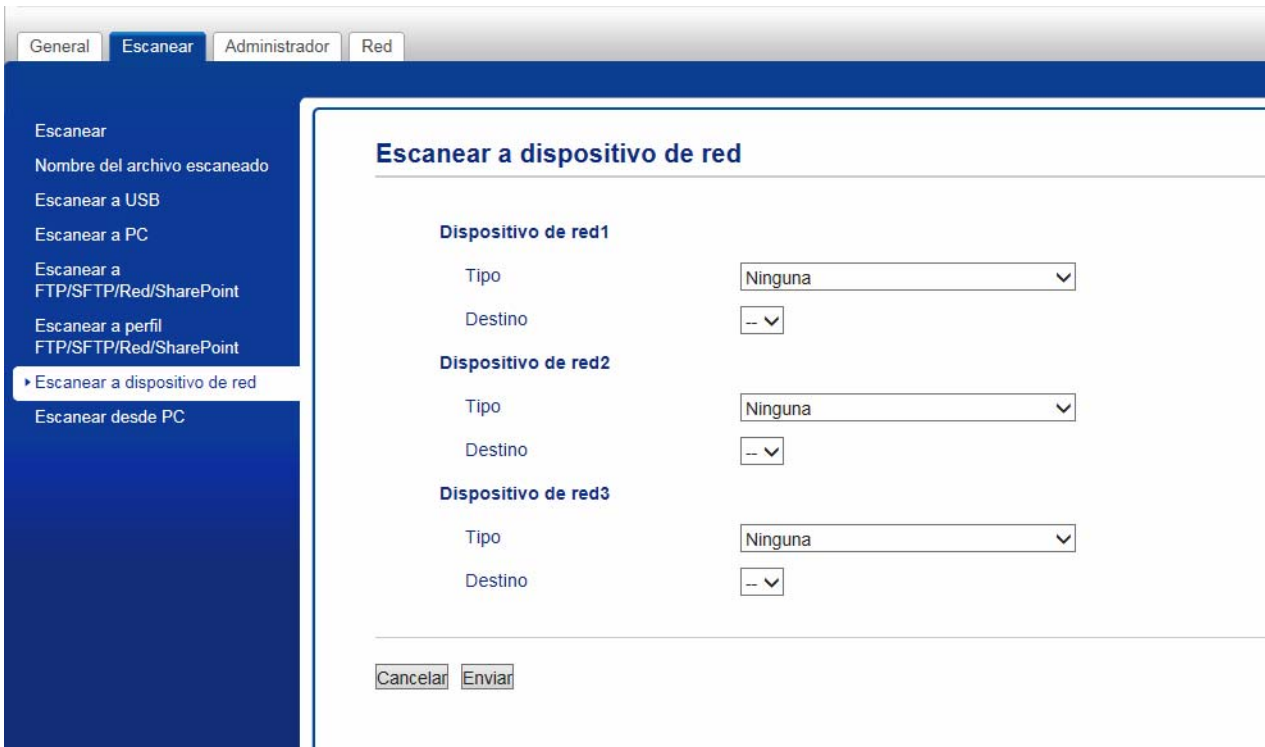 General Escanear Administrador Red
Escanear
Nombre del archivo escaneado
Escanear a USB
Escanear a PC
Escanear a
FTP/SFTP/Red/SharePoint
Escanear a perfil
FTP/SFTP/Red/SharePoint
Escanear a dispositivo de red
Escanear desde PC
Escanear a dispositivo de red
Dispositivo de red1
Tipo Ninguna
Destino --
Dispositivo de red2
Tipo Ninguna
Destino --
Dispositivo de red3
Tipo Ninguna
Destino --
Cancelar Enviar